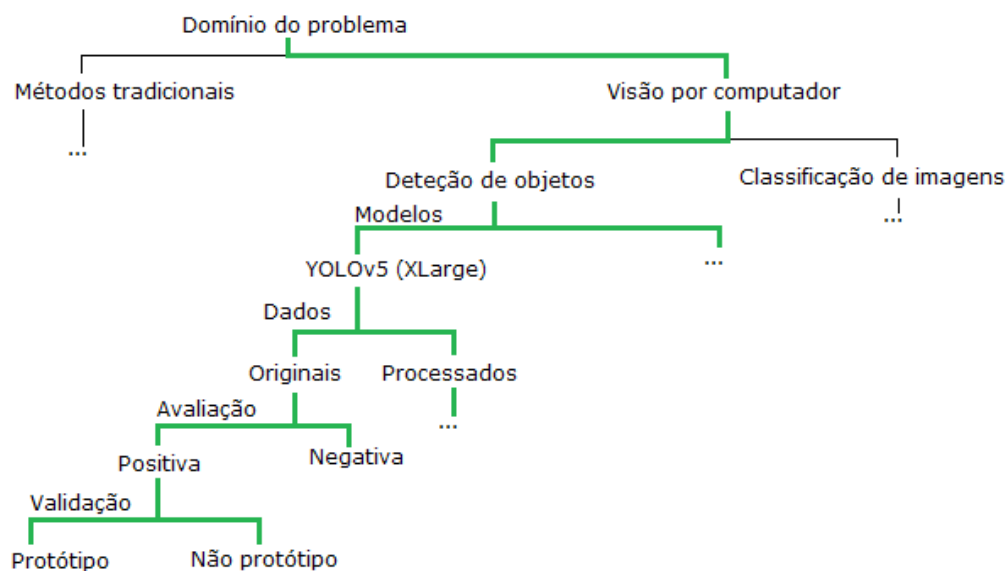 Domínio do problema
Métodos tradicionais
Visão por computador
...
Deteção de objetos
Classificação de imagens
Modelos
...
...
YOLOv5 (XLarge)
Dados
Originais
Processados
Avaliação
...
Positiva
Negativa
Validação
Protótipo
Não protótipo